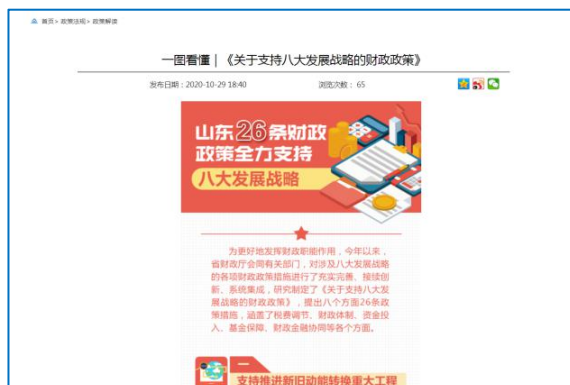 首页> 政策法规> 政策解读
一图看懂 | 《关于支持八大发展战略的财政政策》
发布日期：2020-10-29 18:40 浏览次数： 65
山东26条财政
政策全力支持
八大发展战略
为更好地发挥财政职能作用，今年以来，
省财政厅会同有关部门，对涉及八大发展战略
的各项财政政策措施进行了充实完善、接续创
新、系统集成，研究制定了《关于支持八大发
展战略的财政政策》，提出八个方面26条政
策措施，涵盖了税费调节、财政体制、资金投
入、基金保障、财政金融协同等各个方面。
一
支持推进新旧动能转换重大工程